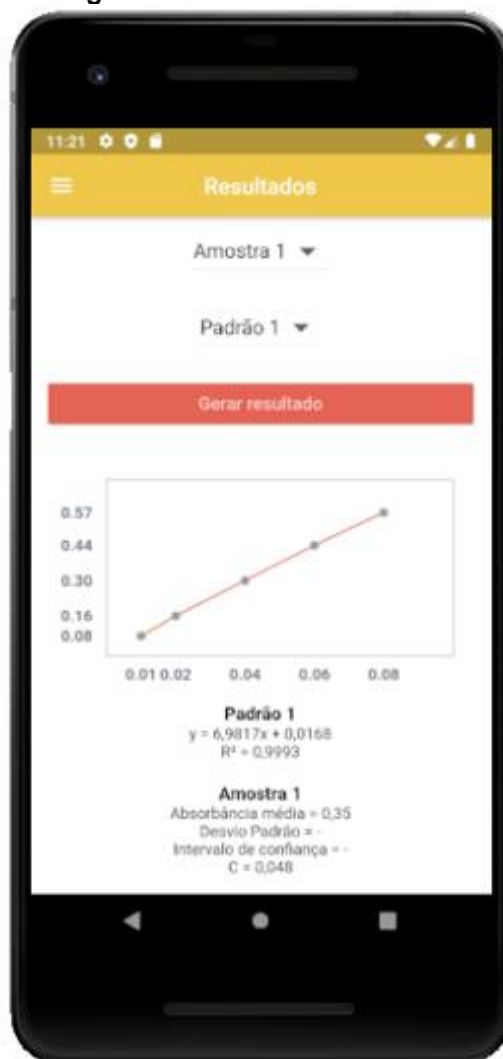 11:21
Resultados
Amostra 1
Padrão 1
Gerar resultado
0.57
0.44
0.30
0.16
0.08
0.01 0.02 0.04 0.06 0.08
Padrão 1
y = 6,9817x + 0,0168
R² = 0,9993
Amostra 1
Absorbância média = 0,35
Desvio Padrão = -
Intervalo de confiança = -
C = 0,048